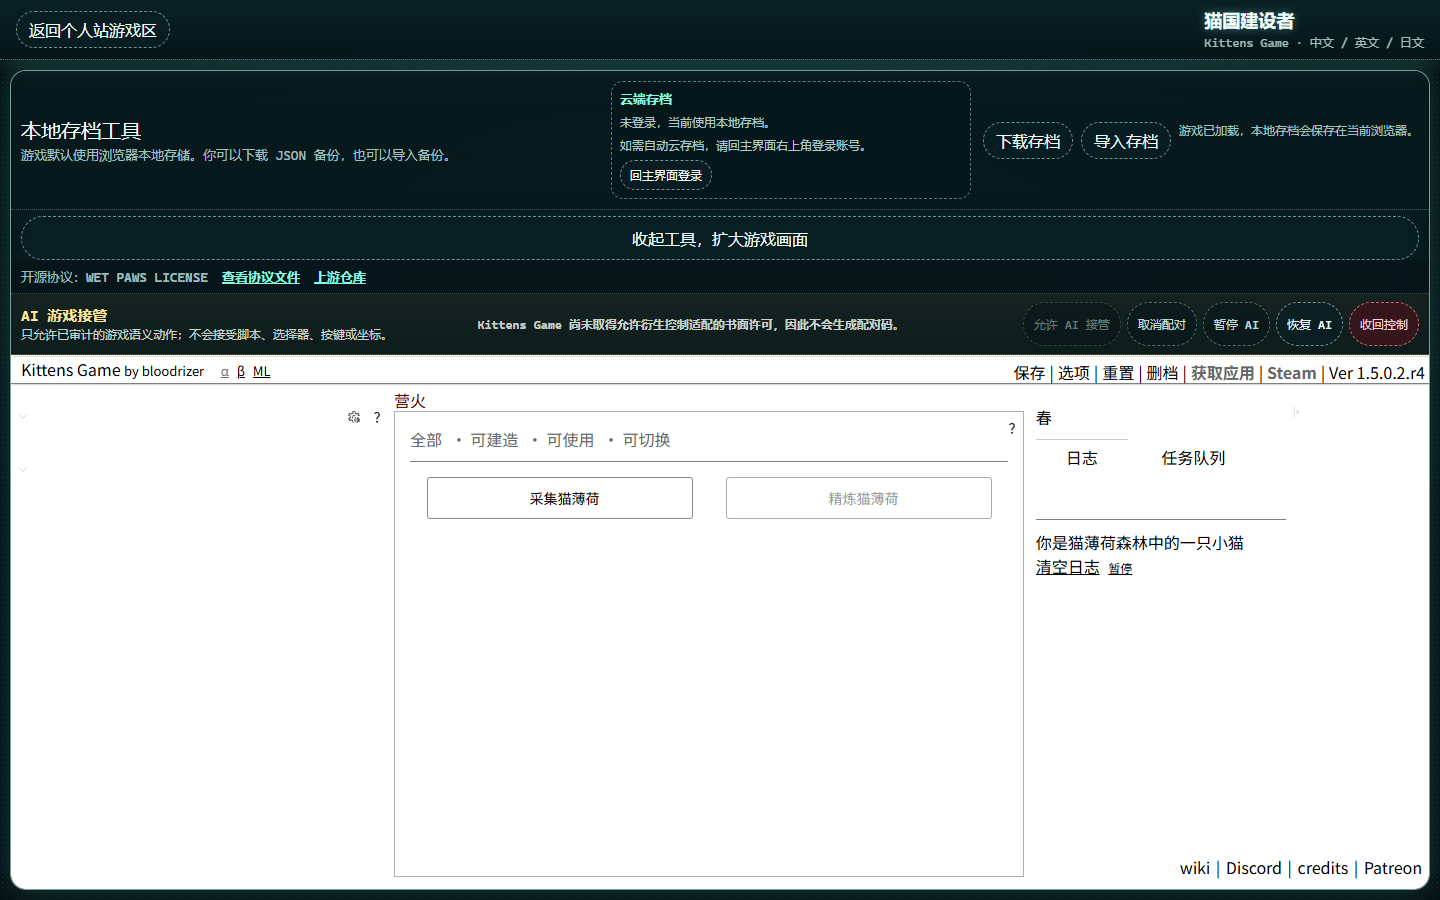 返回个人站游戏区
猫国建设者
Kittens Game · 中文 / 英文 / 日文
本地存档工具
游戏默认使用浏览器本地存储。你可以下载 JSON 备份，也可以导入备份。
云端存档
未登录，当前使用本地存档。
如需自动云存档，请回主界面右上角登录账号。
回主界面登录
下载存档
导入存档
游戏已加载，本地存档会保存在当前浏览器。
收起工具，扩大游戏画面
开源协议：WET PAWS LICENSE 查看协议文件 上游仓库
AI 游戏接管
只允许已审计的游戏语义动作；不会接受脚本、选择器、按键或坐标。
Kittens Game 尚未取得允许衍生控制适配的书面许可，因此不会生成配对码。
允许 AI 接管
取消配对
暂停 AI
恢复 AI
收回控制
Kittens Game by bloodrizer α β ML
保存 | 选项 | 重置 | 删档 | 获取应用 | Steam | Ver 1.5.0.2.r4
?
营火
?
全部 • 可建造 • 可使用 • 可切换
采集猫薄荷
精炼猫薄荷
春
日志
任务队列
你是猫薄荷森林中的一只小猫
清空日志 暂停
wiki | Discord | credits | Patreon